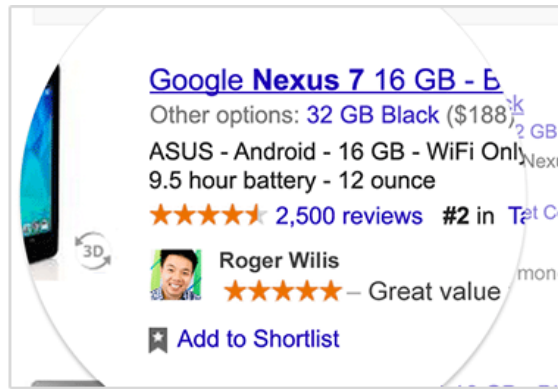 Google Nexus 7 16 GB - B
Other options: 32 GB Black ($188)
ASUS - Android - 16 GB - WiFi Only
9.5 hour battery - 12 ounce
2,500 reviews #2 in
3D
Roger Wilis
– Great value
Add to Shortlist